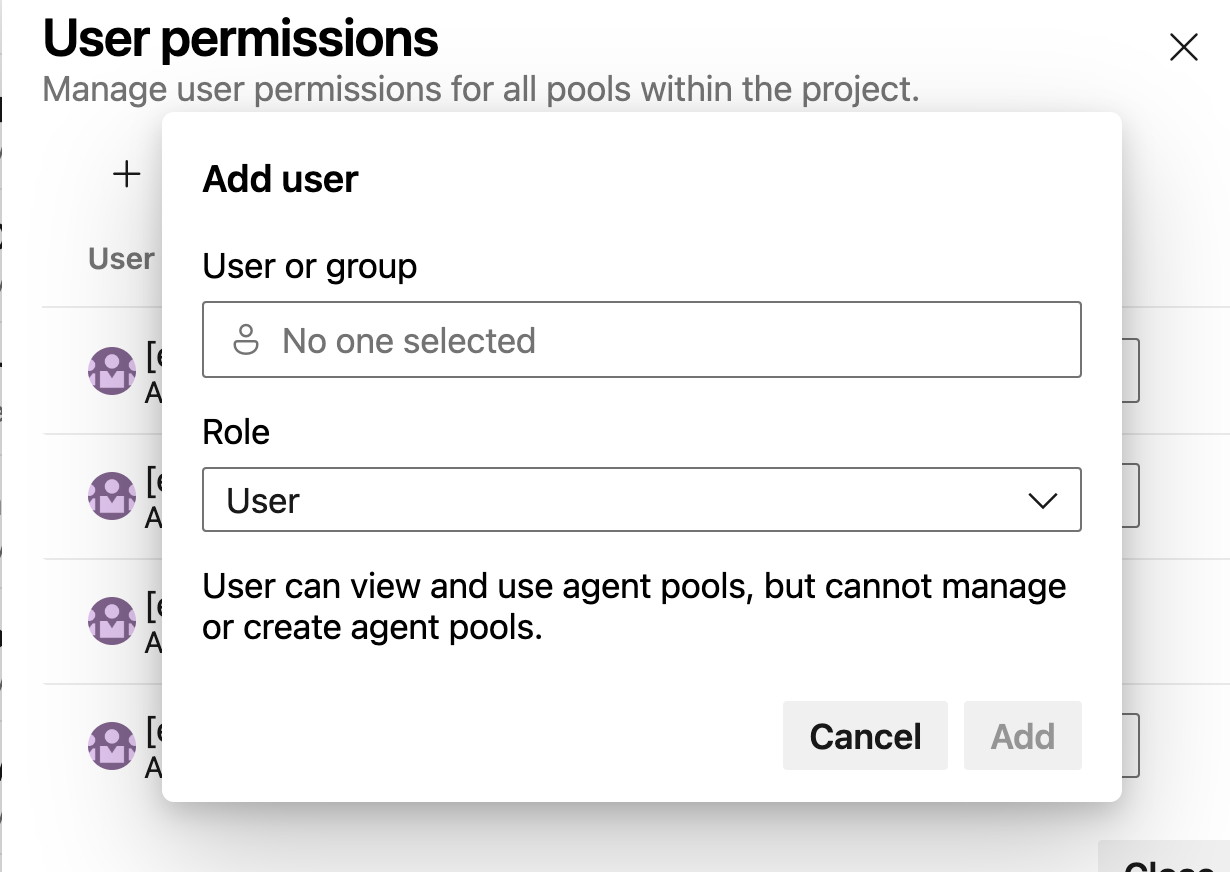 User permissions
Manage user permissions for all pools within the project.
Add user
User
User or group
No one selected
Role
User
User can view and use agent pools, but cannot manage
or create agent pools.
Cancel
Add